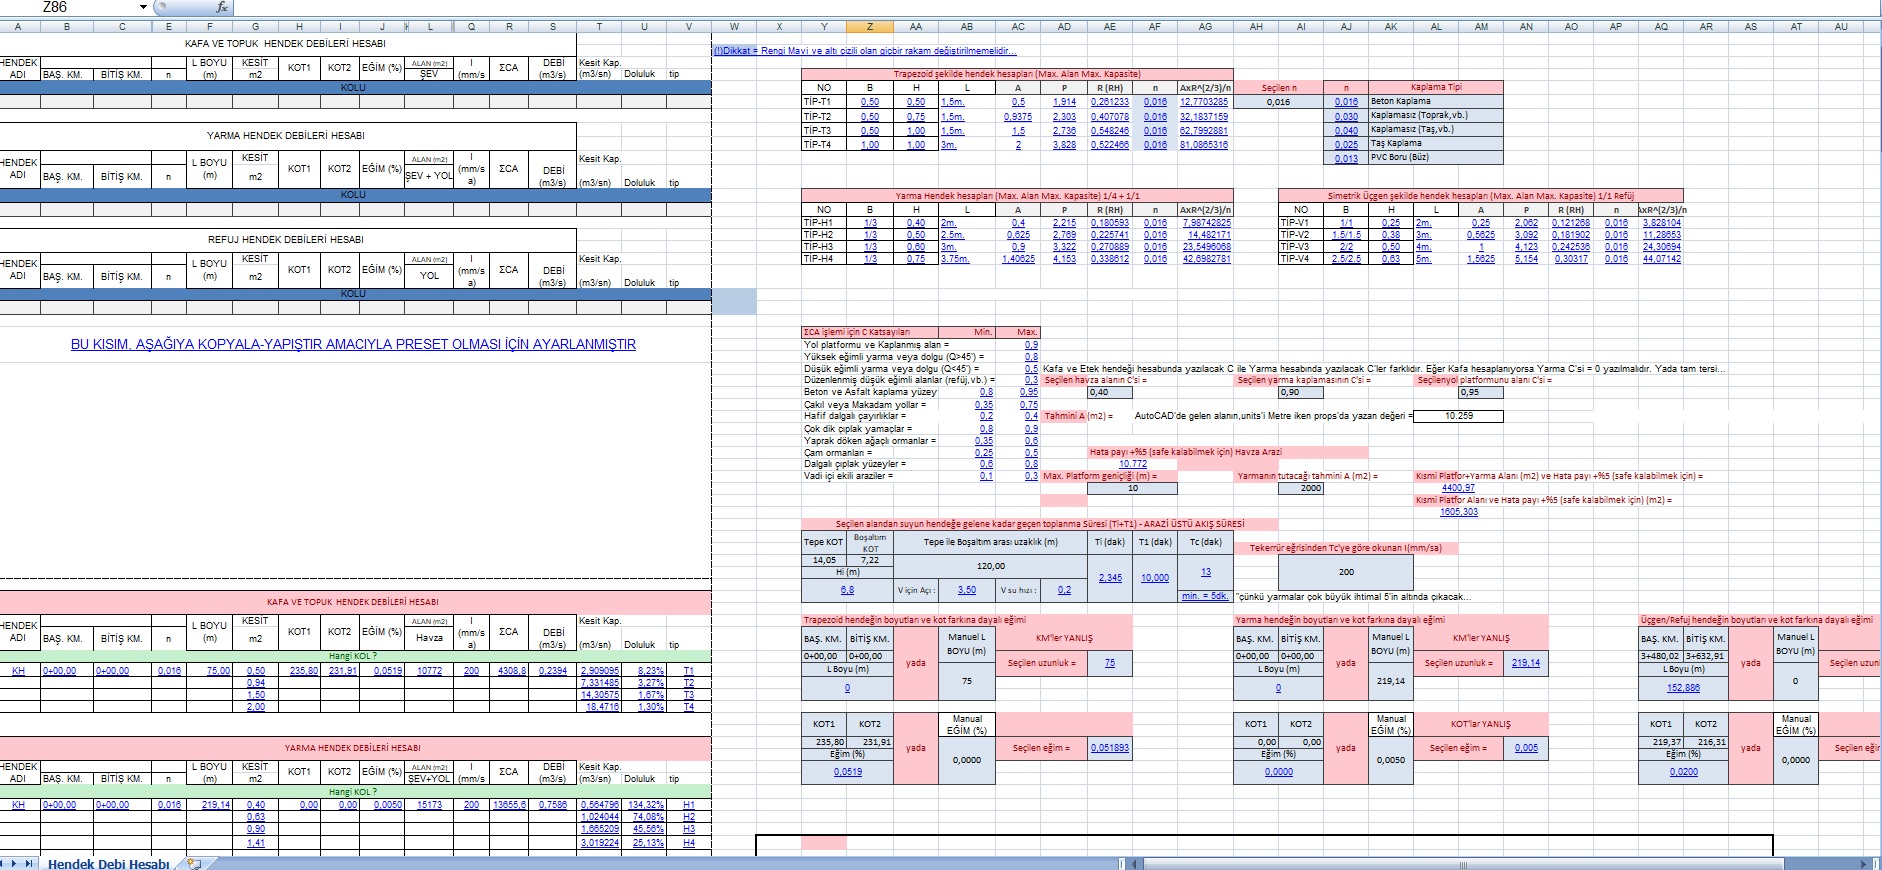 Z86
fx
A B C E F G H I J L Q R S T U V W X Y Z AA AB AC AD AE AF AG AH AI AJ AK AL AM AN AO AP AQ AR AS AT AU
KAFA VE TOPUK HENDEK DEBİLERİ HESABI
HENDEK ADI BAŞ. KM. BİTİŞ KM. n L BOYU (m) KESİT m2 KOT1 KOT2 EĞİM (%) ALAN (m2) ŞEV I (mm/s ΣCA DEBİ (m3/s) Kesit Kap. (m3/sn) Doluluk tip
KOLU
YARMA HENDEK DEBİLERİ HESABI
HENDEK ADI BAŞ. KM. BİTİŞ KM. n L BOYU (m) KESİT m2 KOT1 KOT2 EĞİM (%) ALAN (m2) ŞEV + YOL I (mm/s a) ΣCA DEBİ (m3/s) Kesit Kap. (m3/sn) Doluluk tip
KOLU
REFUJ HENDEK DEBİLERİ HESABI
HENDEK ADI BAŞ. KM. BİTİŞ KM. n L BOYU (m) KESİT m2 KOT1 KOT2 EĞİM (%) ALAN (m2) YOL I (mm/s a) ΣCA DEBİ (m3/s) Kesit Kap. (m3/sn) Doluluk tip
KOLU
BU KISIM, AŞAĞIYA KOPYALA-YAPIŞTIR AMACIYLA PRESET OLMASI İÇİN AYARLANMIŞTIR
KAFA VE TOPUK HENDEK DEBİLERİ HESABI
HENDEK ADI BAŞ. KM. BİTİŞ KM. n L BOYU (m) KESİT m2 KOT1 KOT2 EĞİM (%) ALAN (m2) Havza I (mm/s a) ΣCA DEBİ (m3/s) Kesit Kap. (m3/sn) Doluluk tip
Hangi KOL ?
KH 0+00,00 0+00,00 0,016 75,00 0,50 235,80 231,91 0,0519 10772 200 4308,8 0,2394 2,909095 8,23% T1
0,94 7,331485 3,27% T2
1,50 14,30575 1,67% T3
2,00 18,4716 1,30% T4
YARMA HENDEK DEBİLERİ HESABI
HENDEK ADI BAŞ. KM. BİTİŞ KM. n L BOYU (m) KESİT m2 KOT1 KOT2 EĞİM (%) ALAN (m2) ŞEV+YOL I (mm/s ΣCA DEBİ (m3/s) Kesit Kap. (m3/sn) Doluluk tip
Hangi KOL ?
KH 0+00,00 0+00,00 0,016 219,14 0,40 0,00 0,00 0,0050 15173 200 13655,6 0,7586 0,564796 134,32% H1
0,63 1,024044 74,08% H2
0,90 1,665209 45,56% H3
1,41 3,019224 25,13% H4
(!)Dikkat = Rengi Mavi ve altı çizili olan giçbir rakam değiştirilmemelidir...
Trapezoid şekilde hendek hesapları (Max. Alan Max. Kapasite)
NO B H L A P R (RH) n AxR^(2/3)/n
TİP-T1 0,50 0,50 1,5m. 0,5 1,914 0,261233 0,016 12,7703285
TİP-T2 0,50 0,75 1,5m. 0,9375 2,303 0,407078 0,016 32,1837159
TİP-T3 0,50 1,00 1,5m. 1,5 2,736 0,548246 0,016 62,7992881
TİP-T4 1,00 1,00 3m. 2 3,828 0,522466 0,016 81,0865316
Seçilen n
0,016
n Kaplama Tipi
0,016 Beton Kaplama
0,030 Kaplamasız (Toprak,vb.)
0,040 Kaplamasız (Taş,vb.)
0,025 Taş Kaplama
0,013 PVC Boru (Büz)
Yarma Hendek hesapları (Max. Alan Max. Kapasite) 1/4 + 1/1
NO B H L A P R (RH) n AxR^(2/3)/n
TİP-H1 1/3 0,40 2m. 0,4 2,215 0,180593 0,016 7,98742825
TİP-H2 1/3 0,50 2.5m. 0,625 2,769 0,225741 0,016 14,482171
TİP-H3 1/3 0,60 3m. 0,9 3,322 0,270889 0,016 23,5496068
TİP-H4 1/3 0,75 3.75m. 1,40625 4,153 0,338612 0,016 42,6982781
Simetrik Üçgen şekilde hendek hesapları (Max. Alan Max. Kapasite) 1/1 Refüj
NO B H L A P R (RH) n AxR^(2/3)/n
TİP-V1 1/1 0,25 2m. 0,25 2,062 0,121268 0,016 3,828104
TİP-V2 1.5/1.5 0,38 3m. 0,5625 3,092 0,181902 0,016 11,28653
TİP-V3 2/2 0,50 4m. 1 4,123 0,242536 0,016 24,30694
TİP-V4 2.5/2.5 0,63 5m. 1,5625 5,154 0,30317 0,016 44,07142
ΣCA işlemi için C Katsayıları Min. Max.
Yol platformu ve Kaplanmış alan = 0,9
Yüksek eğimli yarma veya dolgu (Q>45') = 0,8
Düşük eğimli yarma veya dolgu (Q<45') = 0,5 Kafa ve Etek hendeği hesabunda yazılacak C ile Yarma hesabında yazılacak C'ler farklıdır. Eğer Kafa hesaplanıyorsa Yarma C'si = 0 yazılmalıdır. Yada tam tersi...
Düzenlenmiş düşük eğimli alanlar (refüj,vb.) = 0,3 Seçilen havza alanın C'si = Seçilen yarma kaplamasının C'si = Seçilenyol platformunu alanı C'si =
Beton ve Asfalt kaplama yüzey 0,8 0,95 0,40 0,90 0,95
Çakıl veya Makadam yollar = 0,35 0,75
Hafif dalgalı çayırlıklar = 0,2 0,4 Tahmini A (m2) = AutoCAD'de gelen alanın,units'i Metre iken props'da yazan değeri = 10.259
Çok dik çıplak yamaçlar = 0,8 0,9
Yaprak döken ağaçlı ormanlar = 0,35 0,6
Çam ormanları = 0,25 0,5 Hata payı +%5 (safe kalabilmek için) Havza Arazi
Dalgalı çıplak yüzeyler = 0,6 0,8 10.772
Vadi içi ekili araziler = 0,1 0,3 Max. Platform genişliği (m) = Yarmanın tutacağı tahmini A (m2) = Kısmi Platfor+Yarma Alanı (m2) ve Hata payı +%5 (safe kalabilmek için) =
10 2000 4400,97
Kısmi Platfor Alanı ve Hata payı +%5 (safe kalabilmek için) (m2) =
1605,303
Seçilen alandan suyun hendeğe gelene kadar geçen toplanma Süresi (Ti+T1) - ARAZİ ÜSTÜ AKIŞ SÜRESİ
Tepe KOT Boşaltım KOT Tepe ile Boşaltım arası uzaklık (m) Ti (dak) T1 (dak) Tc (dak)
14,05 7,22 120,00 2,345 10,000 13
Hi (m)
6,8 V için Açı : 3,50 V su hızı : 0,2
min. = 5dk. "çünkü yarmalar çok büyük ihtimal 5'in altında çıkacak...
Tekerrür eğrisinden Tc'ye göre okunan I(mm/sa)
200
Trapezoid hendeğin boyutları ve kot farkına dayalı eğimi
BAŞ. KM. BİTİŞ KM. yada Manuel L BOYU (m) KM'ler YANLIŞ
0+00,00 0+00,00
L Boyu (m) 75 Seçilen uzunluk = 75
0
KOT1 KOT2 yada Manual EĞİM (%)
235,80 231,91 Seçilen eğim = 0,051893
Eğim (%) 0,0000
0,0519
Yarma hendeğin boyutları ve kot farkına dayalı eğimi
BAŞ. KM. BİTİŞ KM. yada Manuel L BOYU (m) KM'ler YANLIŞ
0+00,00 0+00,00
L Boyu (m) 219,14 Seçilen uzunluk = 219,14
0
KOT1 KOT2 yada Manual EĞİM (%) KOT'lar YANLIŞ
0,00 0,00 Seçilen eğim = 0,005
Eğim (%) 0,0050
0,0000
Üçgen/Refuj hendeğin boyutları ve kot farkına dayalı eğimi
BAŞ. KM. BİTİŞ KM. yada Manuel L BOYU (m)
3+480,02 3+632,91
L Boyu (m) 0 Seçilen uzunl
152,886
KOT1 KOT2 yada Manual EĞİM (%)
219,37 216,31 Seçilen eğir
Eğim (%) 0,0000
0,0200
Hendek Debi Hesabı